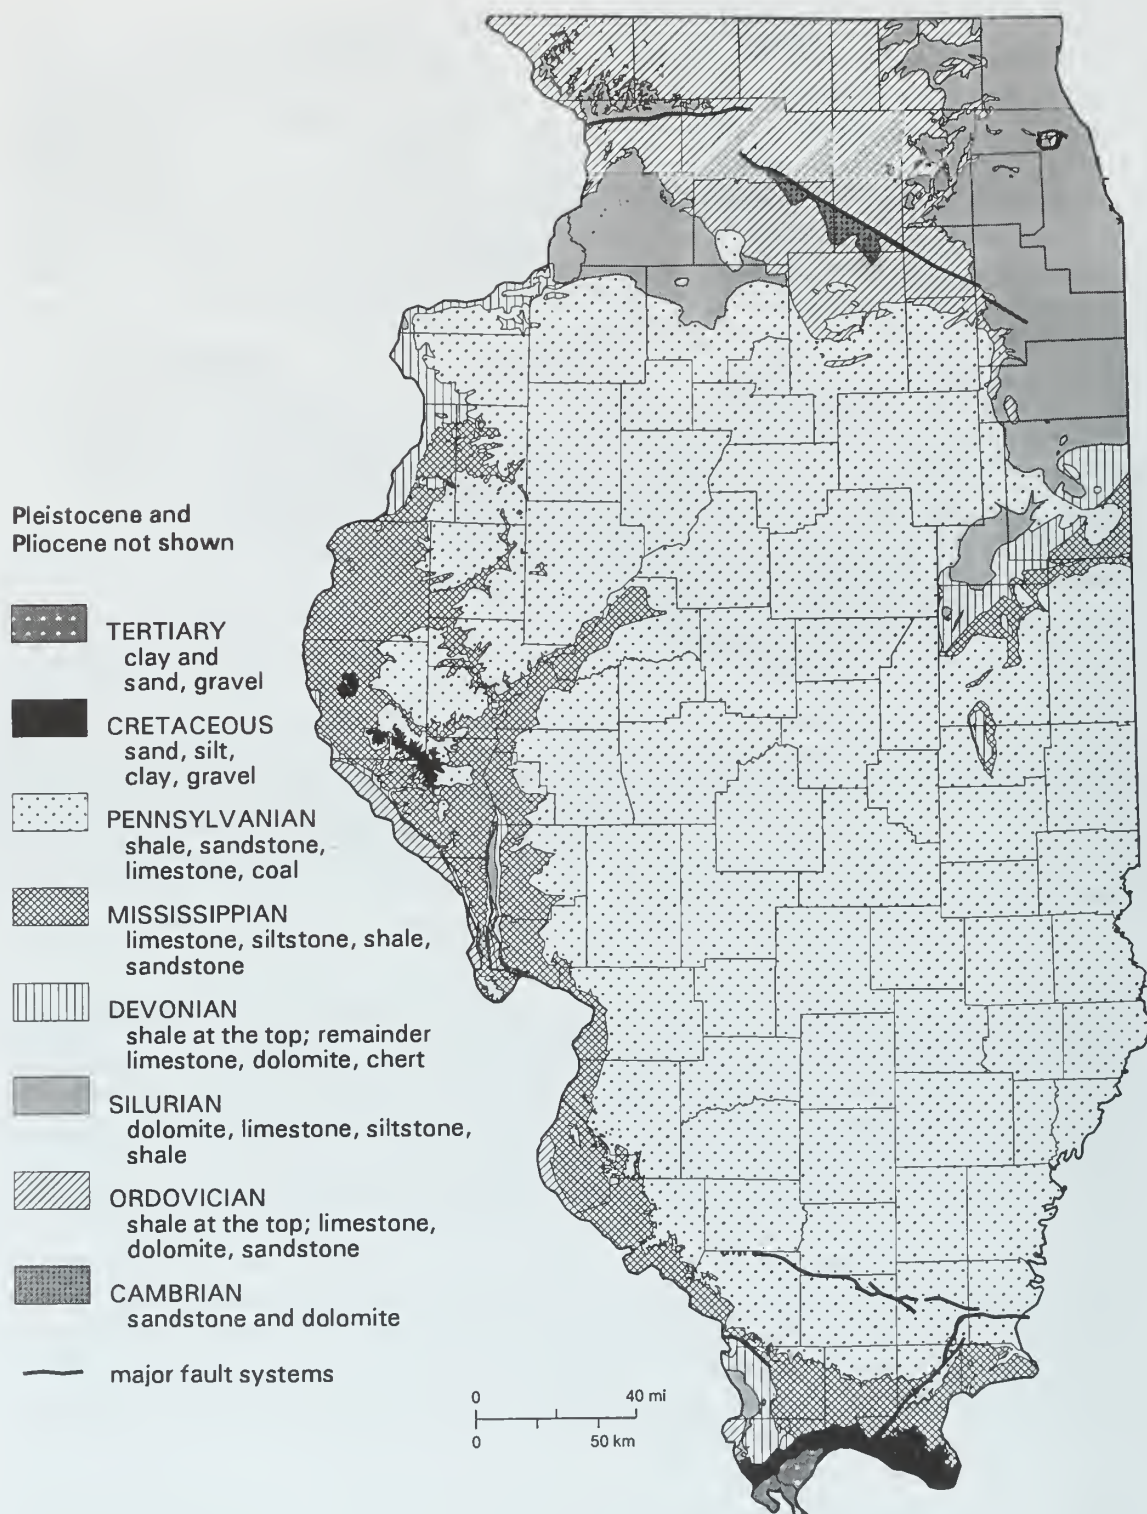 Pleistocene and
Pliocene not shown
TERTIARY
clay and
sand, gravel
CRETACEOUS
sand, silt,
clay, gravel
PENNSYLVANIAN
shale, sandstone,
limestone, coal
MISSISSIPPIAN
limestone, siltstone, shale,
sandstone
DEVONIAN
shale at the top; remainder
limestone, dolomite, chert
SILURIAN
dolomite, limestone, siltstone,
shale
ORDOVICIAN
shale at the top; limestone,
dolomite, sandstone
CAMBRIAN
sandstone and dolomite
major fault systems
0 40 mi
0 50 km